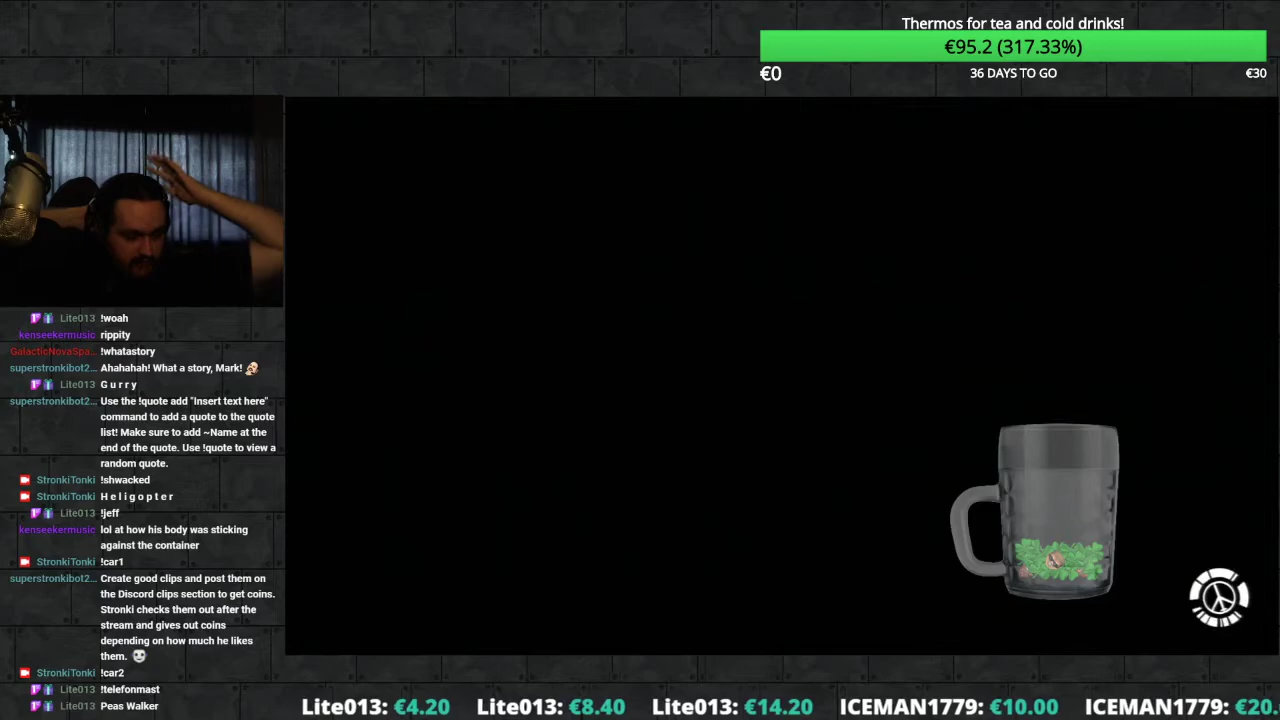 Thermos for tea and cold drinks!
€95.2 (317.33%)
€0
36 DAYS TO GO
€30
Lite013 !woah
kenseekermusic rippity
GalacticNovaSpa... !whatastory
superstronkibot2... Ahahahah! What a story, Mark!
Lite013 G u r r y
superstronkibot2... Use the !quote add "Insert text here"
command to add a quote to the quote
list! Make sure to add ~Name at the
end of the quote. Use !quote to view a
random quote.
StronkiTonki !shwacked
StronkiTonki H e l i g o p t e r
Lite013 !jeff
kenseekermusic lol at how his body was sticking
against the container
StronkiTonki !car1
superstronkibot2... Create good clips and post them on
the Discord clips section to get coins.
Stronki checks them out after the
stream and gives out coins
depending on how much he likes
them.
StronkiTonki !car2
Lite013 !telefonmast
Lite013 Peas Walker
Lite013: €4.20 Lite013: €8.40 Lite013: €14.20 ICEMAN1779: €10.00 ICEMAN1779: €20.